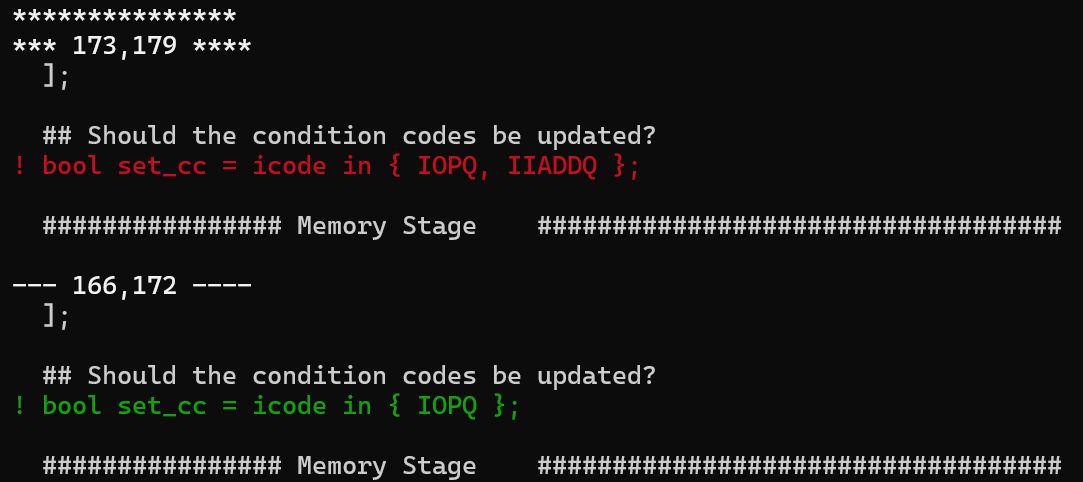 ***************
*** 173,179 ****
  ];
  ## Should the condition codes be updated?
! bool set_cc = icode in { IOPQ, IIADDQ };
  ################ Memory Stage    ###################################
--- 166,172 ----
  ];
  ## Should the condition codes be updated?
! bool set_cc = icode in { IOPQ };
  ################ Memory Stage    ###################################